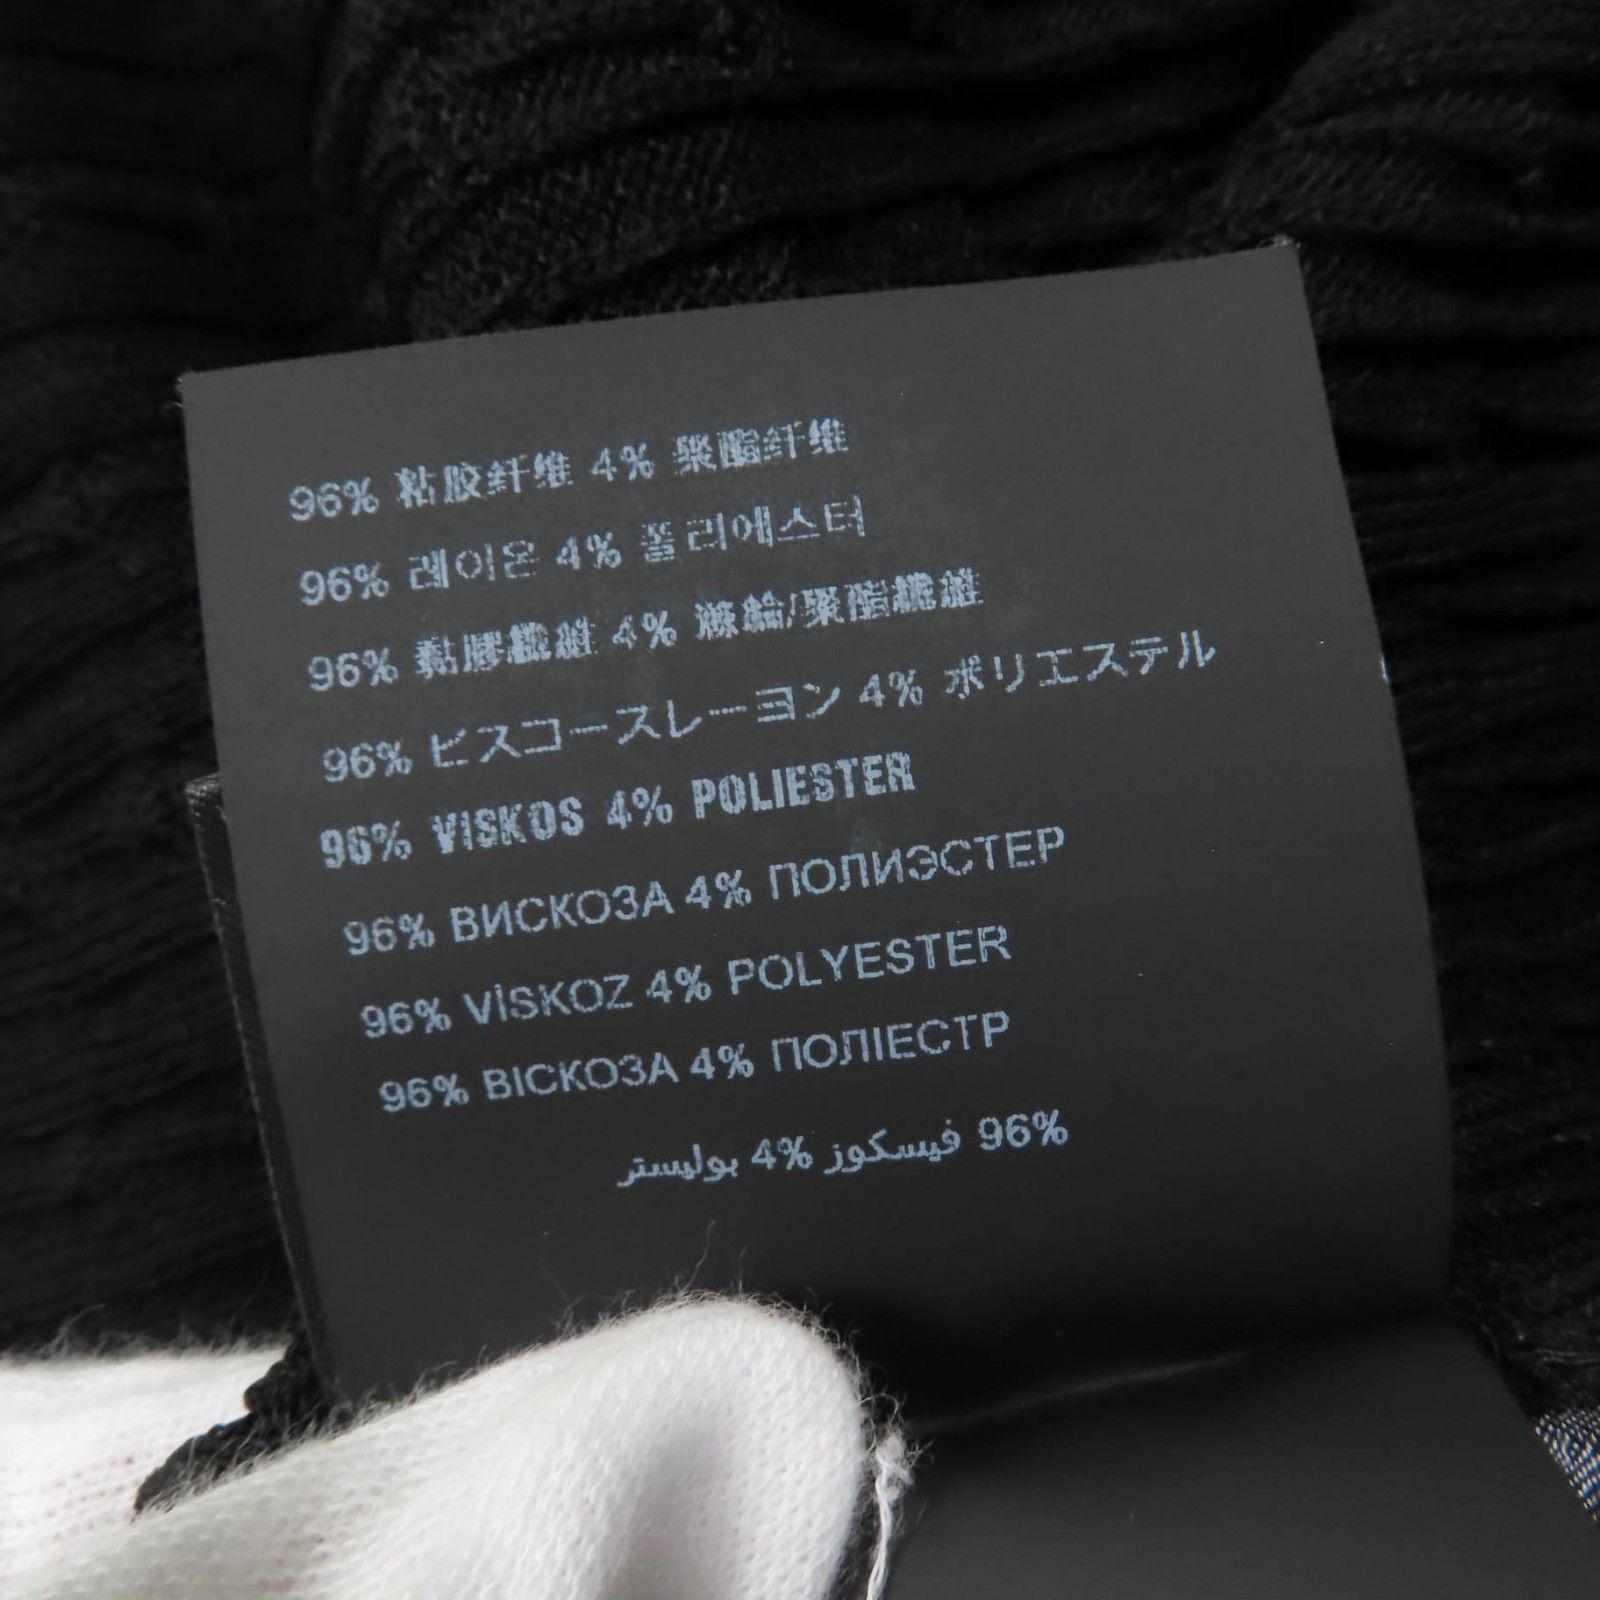 96% 粘胶纤维 4% 聚酯纤维
96% 레이온 4% 폴리에스터
96% 黏膠纖維 4% 滌綸/聚酯纖維
96% ビスコースレーヨン 4% ポリエステル
96% VISKOS 4% POLIESTER
96% ВИСКОЗА 4% ПОЛИЭСТЕР
96% VİSKOZ 4% POLYESTER
96% ВІСКОЗА 4% ПОЛІЕСТР
96% فيسكوز 4% بوليستر